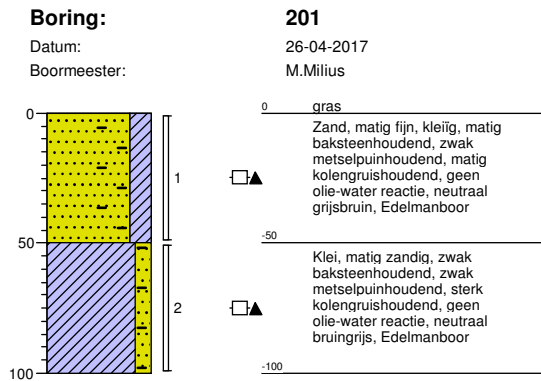 Boring: 201
Datum: 26-04-2017
Boormeester: M.Milius
0
0 gras
Zand, matig fijn, kleiïg, matig
baksteenhoudend, zwak
metselpuinhoudend, matig
kolengruishoudend, geen
olie-water reactie, neutraal
grijsbruin, Edelmanboor
1
50
-50
Klei, matig zandig, zwak
baksteenhoudend, zwak
metselpuinhoudend, sterk
kolengruishoudend, geen
olie-water reactie, neutraal
bruingrijs, Edelmanboor
2
100
-100